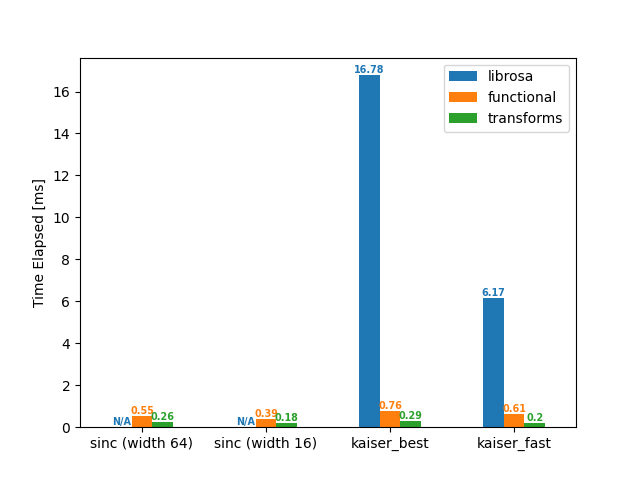 16.78
librosa
functional
transforms
16
14
12
10
8
6
4
2
0
Time Elapsed [ms]
6.17
N/A 0.55 0.26
N/A 0.39 0.18
0.76 0.29
0.61 0.2
sinc (width 64) sinc (width 16) kaiser_best kaiser_fast